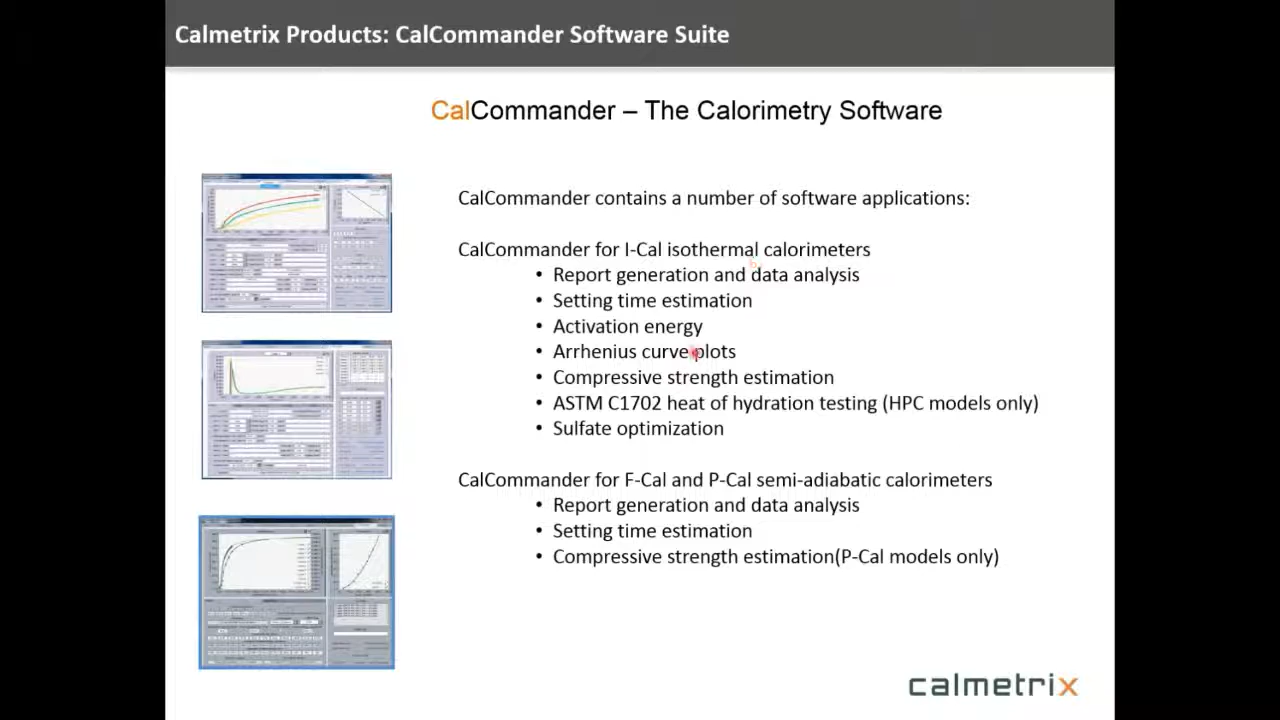 Calmetrix Products: CalCommander Software Suite
CalCommander – The Calorimetry Software
CalCommander contains a number of software applications:
CalCommander for I-Cal isothermal calorimeters
• Report generation and data analysis
• Setting time estimation
• Activation energy
• Arrhenius curve plots
• Compressive strength estimation
• ASTM C1702 heat of hydration testing (HPC models only)
• Sulfate optimization
CalCommander for F-Cal and P-Cal semi-adiabatic calorimeters
• Report generation and data analysis
• Setting time estimation
• Compressive strength estimation(P-Cal models only)
calmetrix